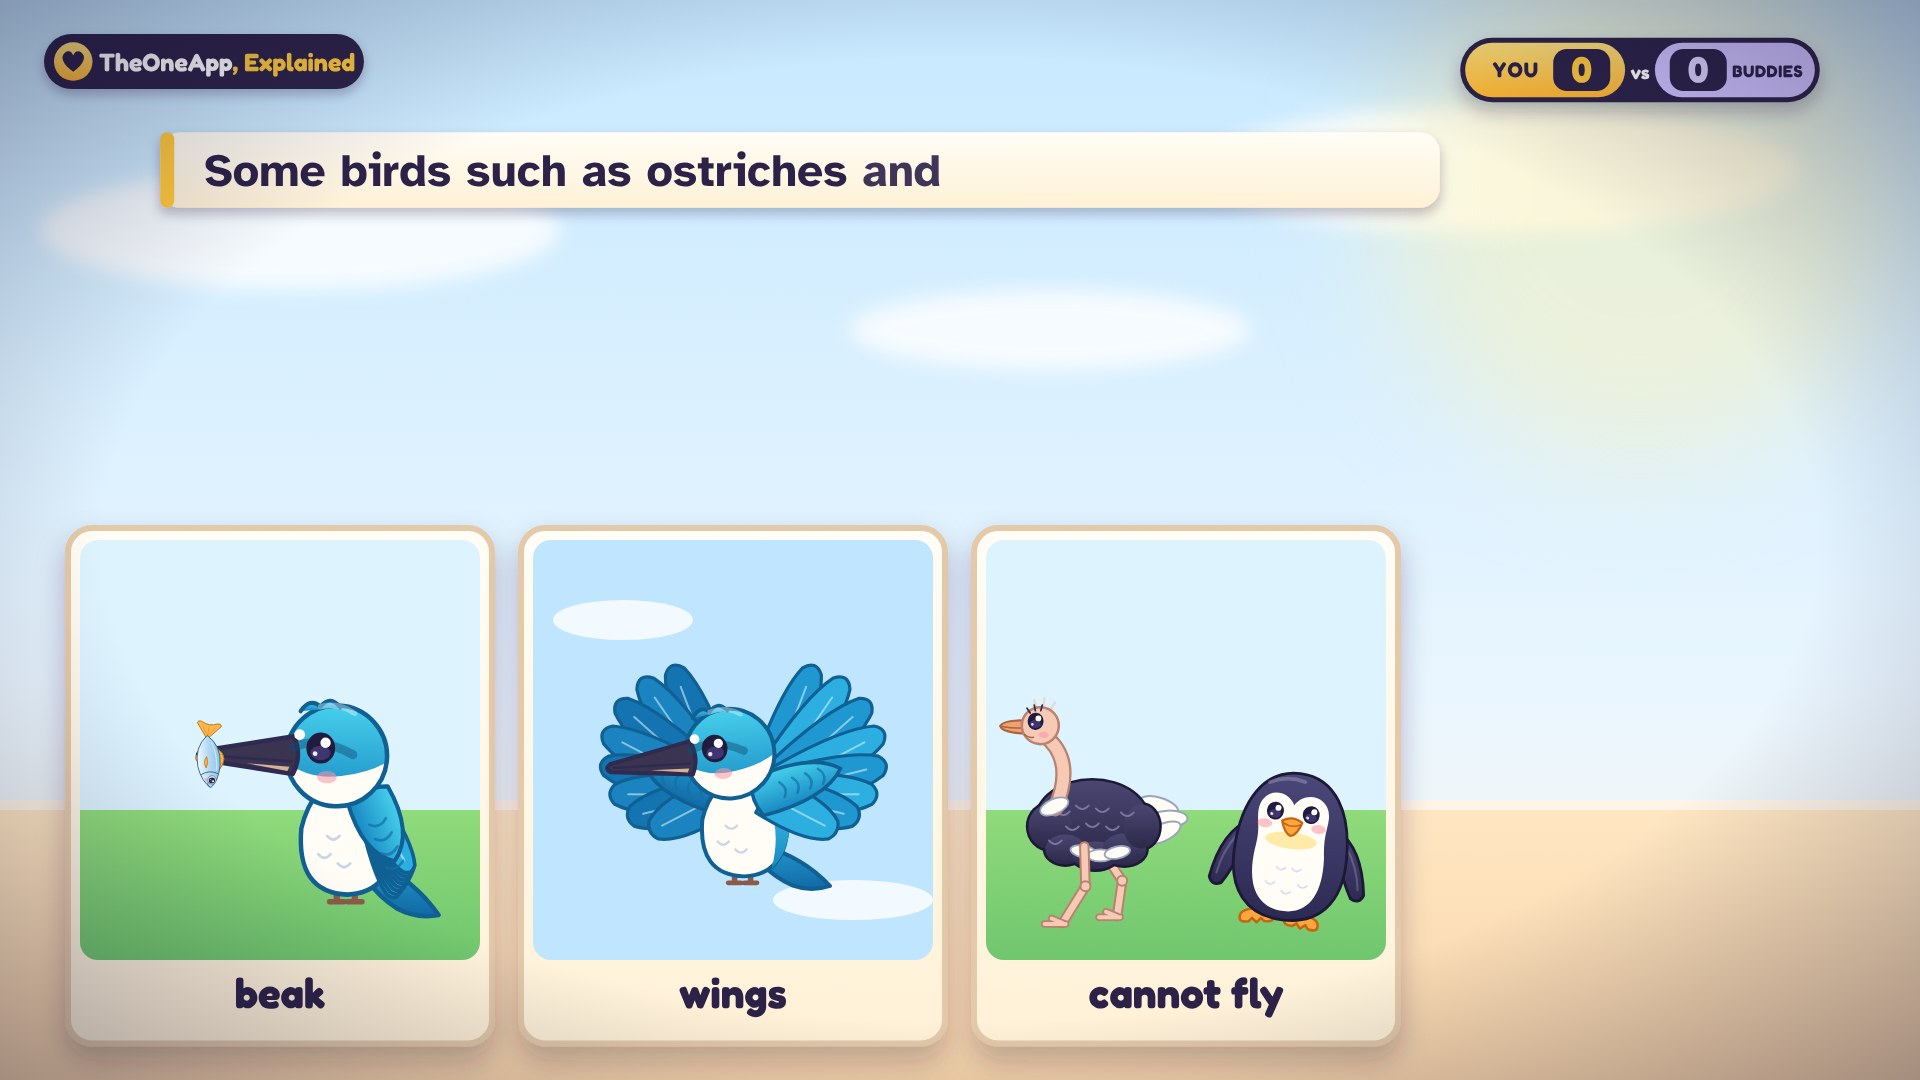 TheOneApp, Explained
YOU 0 vs 0 BUDDIES
Some birds such as ostriches and
beak
wings
cannot fly